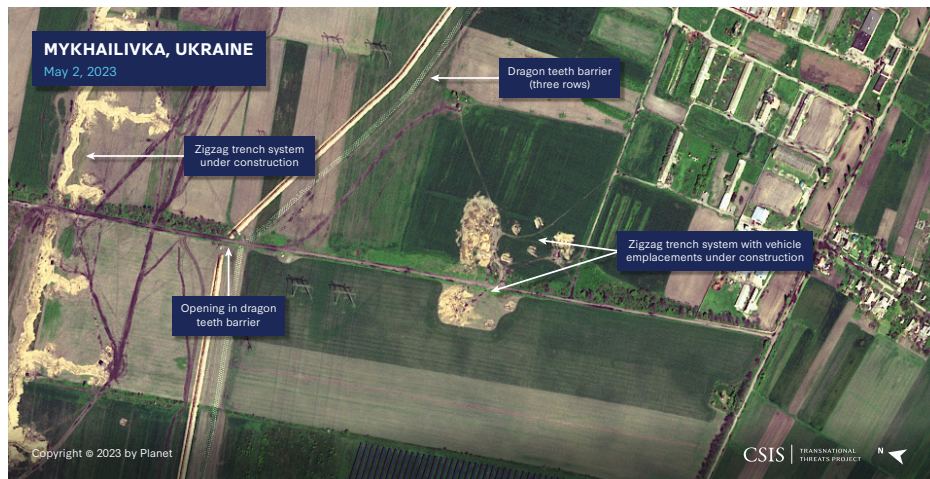 MYKHAILIVKA, UKRAINE
May 2, 2023
Dragon teeth barrier
(three rows)
Zigzag trench system
under construction
Zigzag trench system with vehicle
emplacements under construction
Opening in dragon
teeth barrier
Copyright © 2023 by Planet
CSIS
TRANSNATIONAL
THREATS PROJECT
N